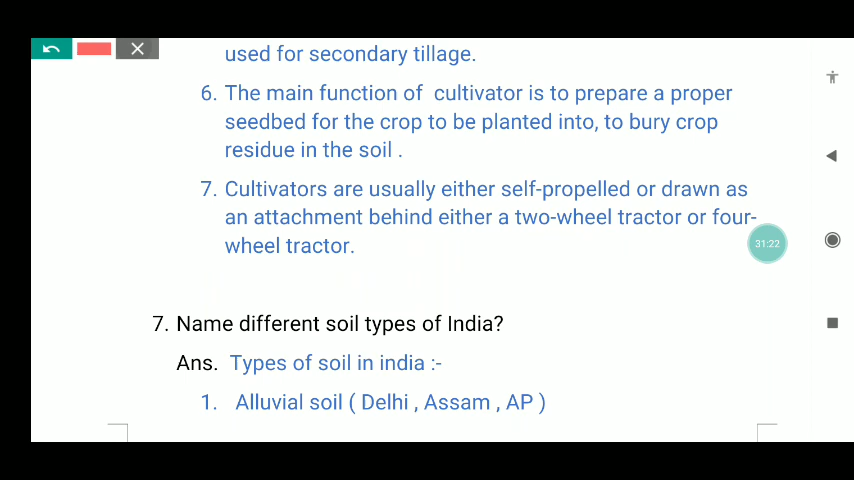 used for secondary tillage.
6. The main function of cultivator is to prepare a proper
seedbed for the crop to be planted into, to bury crop
residue in the soil .
7. Cultivators are usually either self-propelled or drawn as
an attachment behind either a two-wheel tractor or four-
wheel tractor.
31:22
7. Name different soil types of India?
Ans. Types of soil in india :-
1. Alluvial soil ( Delhi , Assam , AP )